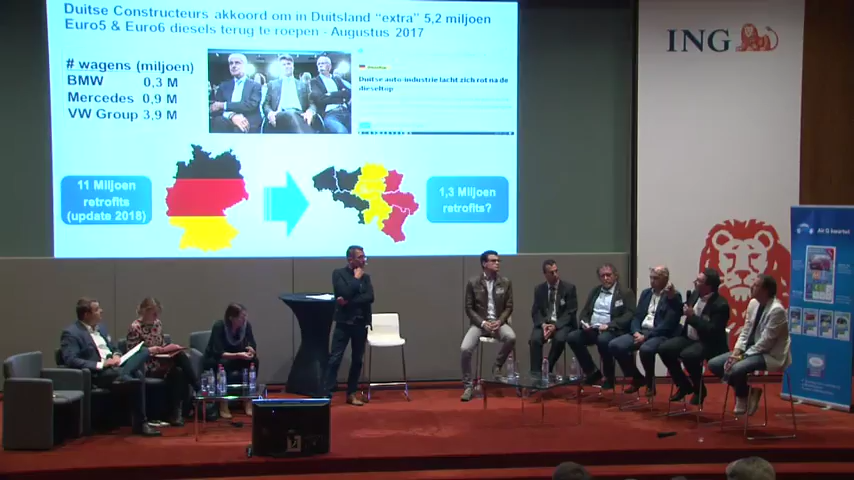 Duitse Constructeurs akkoord om in Duitsland “extra” 5,2 miljoen
Euro5 & Euro6 diesels terug te roepen - Augustus 2017
# wagens (miljoen)
BMW 0,3 M
Mercedes 0,9 M
VW Group 3,9 M
Duitse auto-industrie lacht zich rot na de
dieseltop
11 Miljoen
retrofits
(update 2018)
1,3 Miljoen
retrofits?
ING